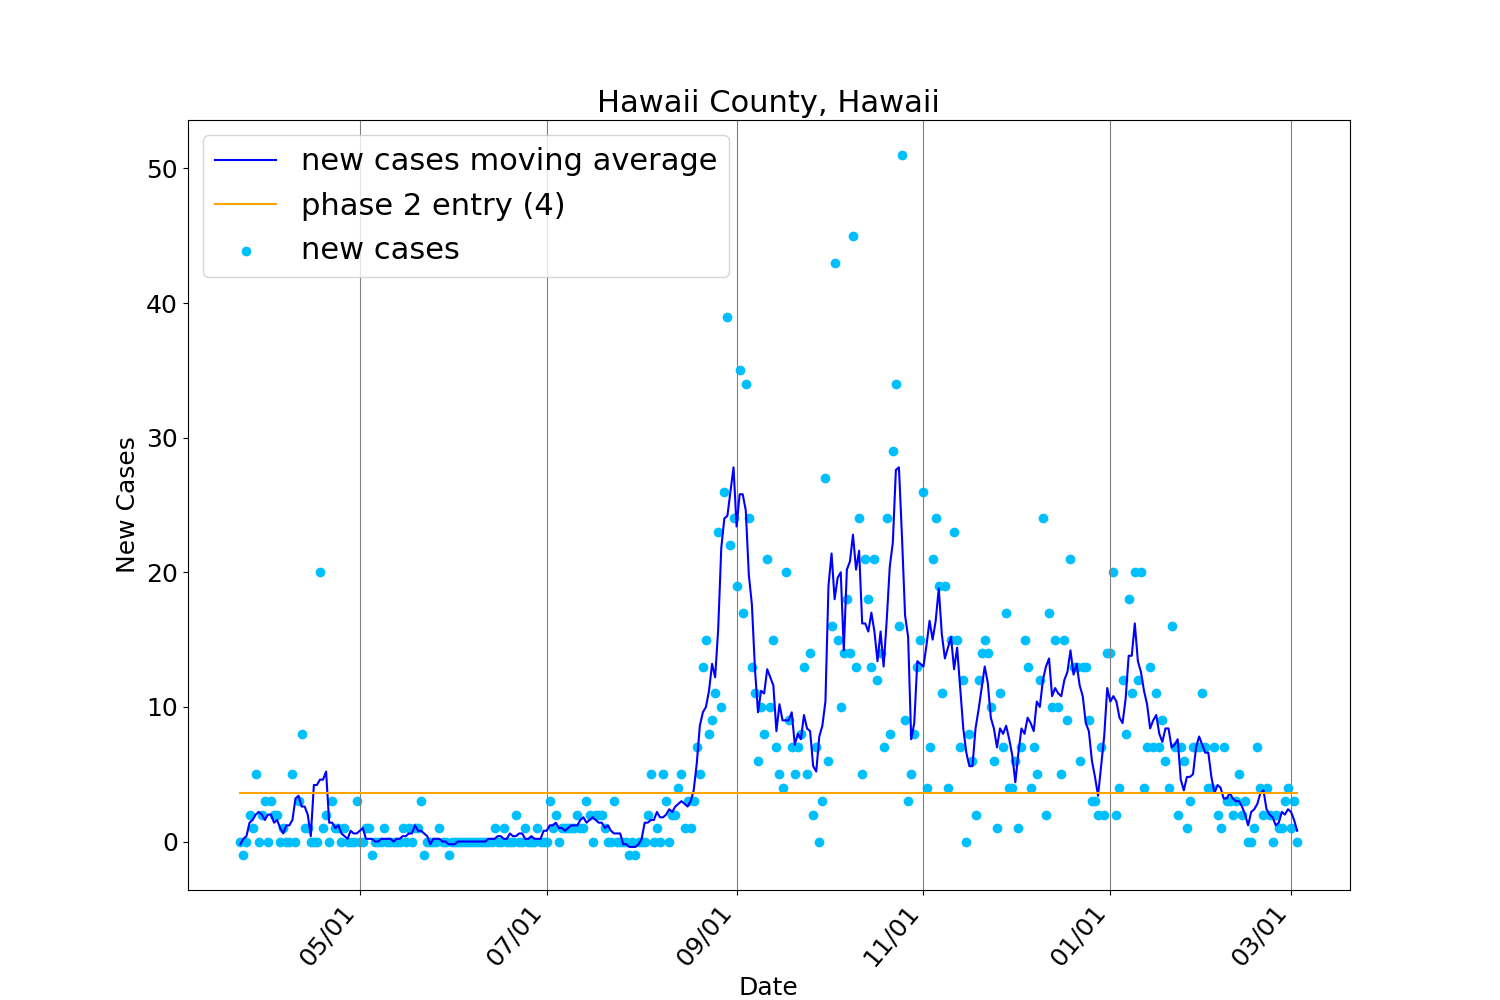 Hawaii County, Hawaii
new cases moving average
phase 2 entry (4)
new cases
New Cases
50
40
30
20
10
0
05/01
07/01
09/01
11/01
01/01
03/01
Date